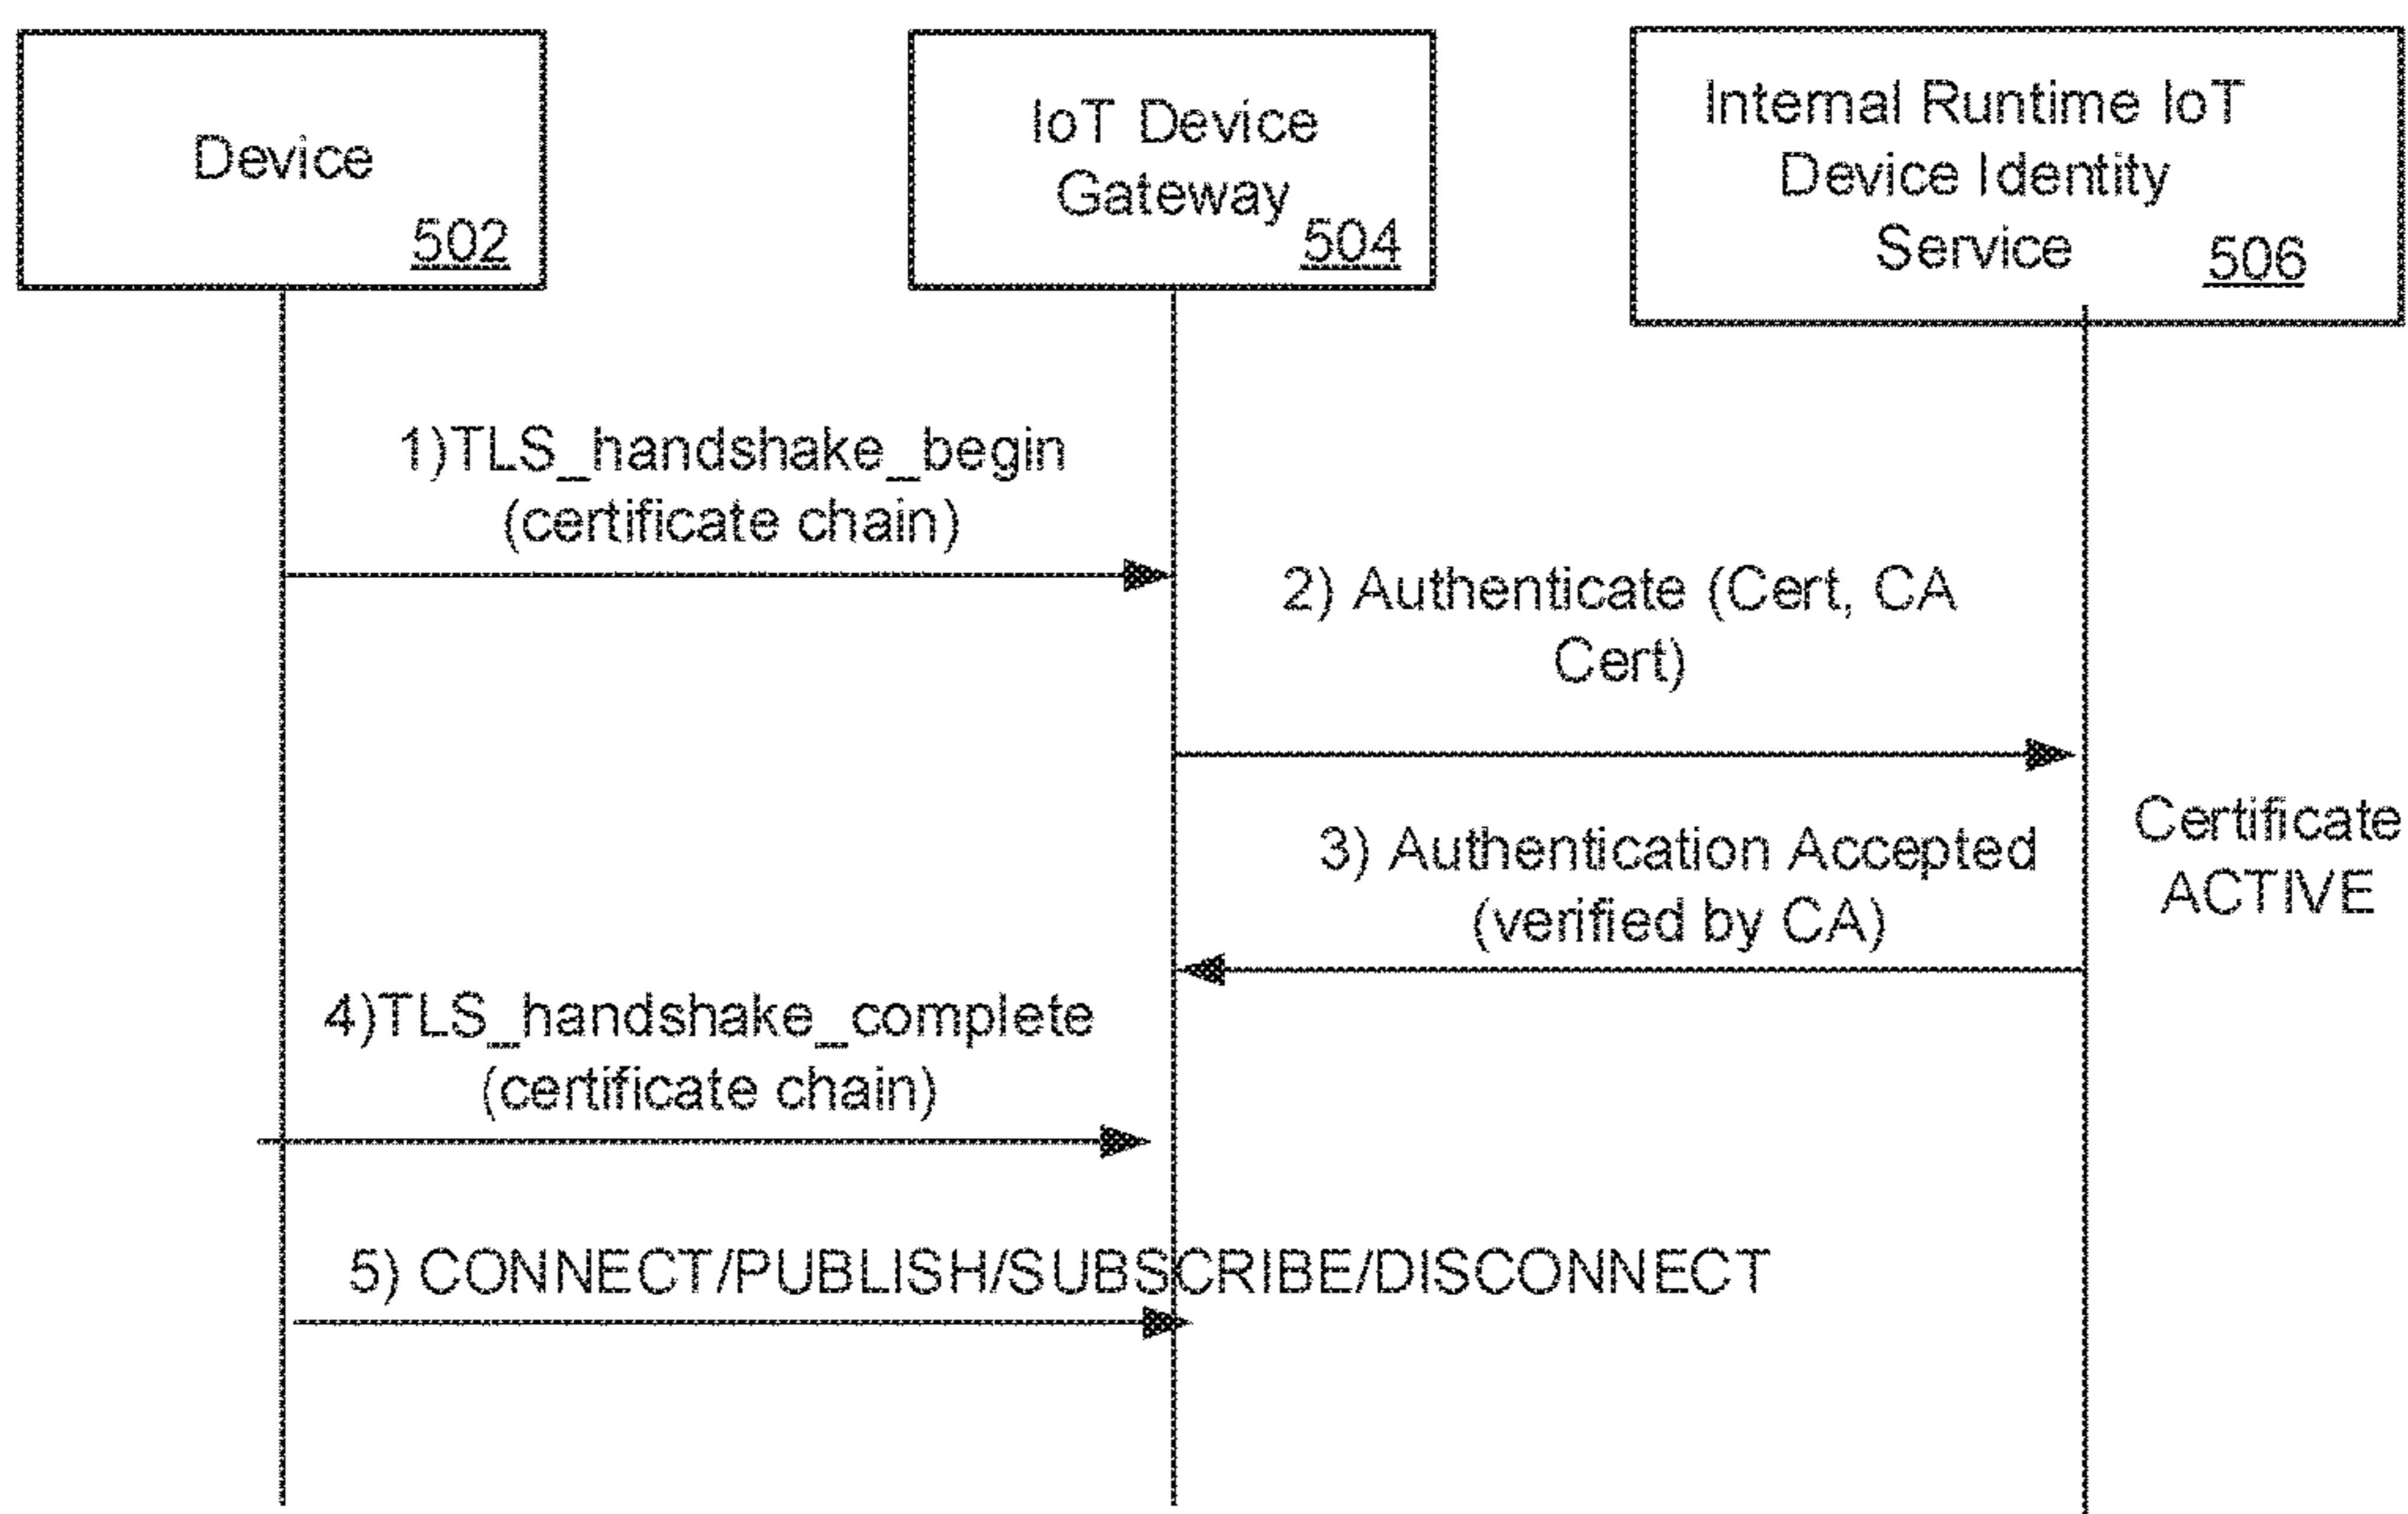 Device
502
IoT Device
Gateway
504
Internal Runtime IoT
Device Identity
Service
506
1)TLS_handshake_begin
(certificate chain)
2) Authenticate (Cert, CA
Cert)
3) Authentication Accepted
(verified by CA)
Certificate
ACTIVE
4)TLS_handshake_complete
(certificate chain)
5) CONNECT/PUBLISH/SUBSCRIBE/DISCONNECT